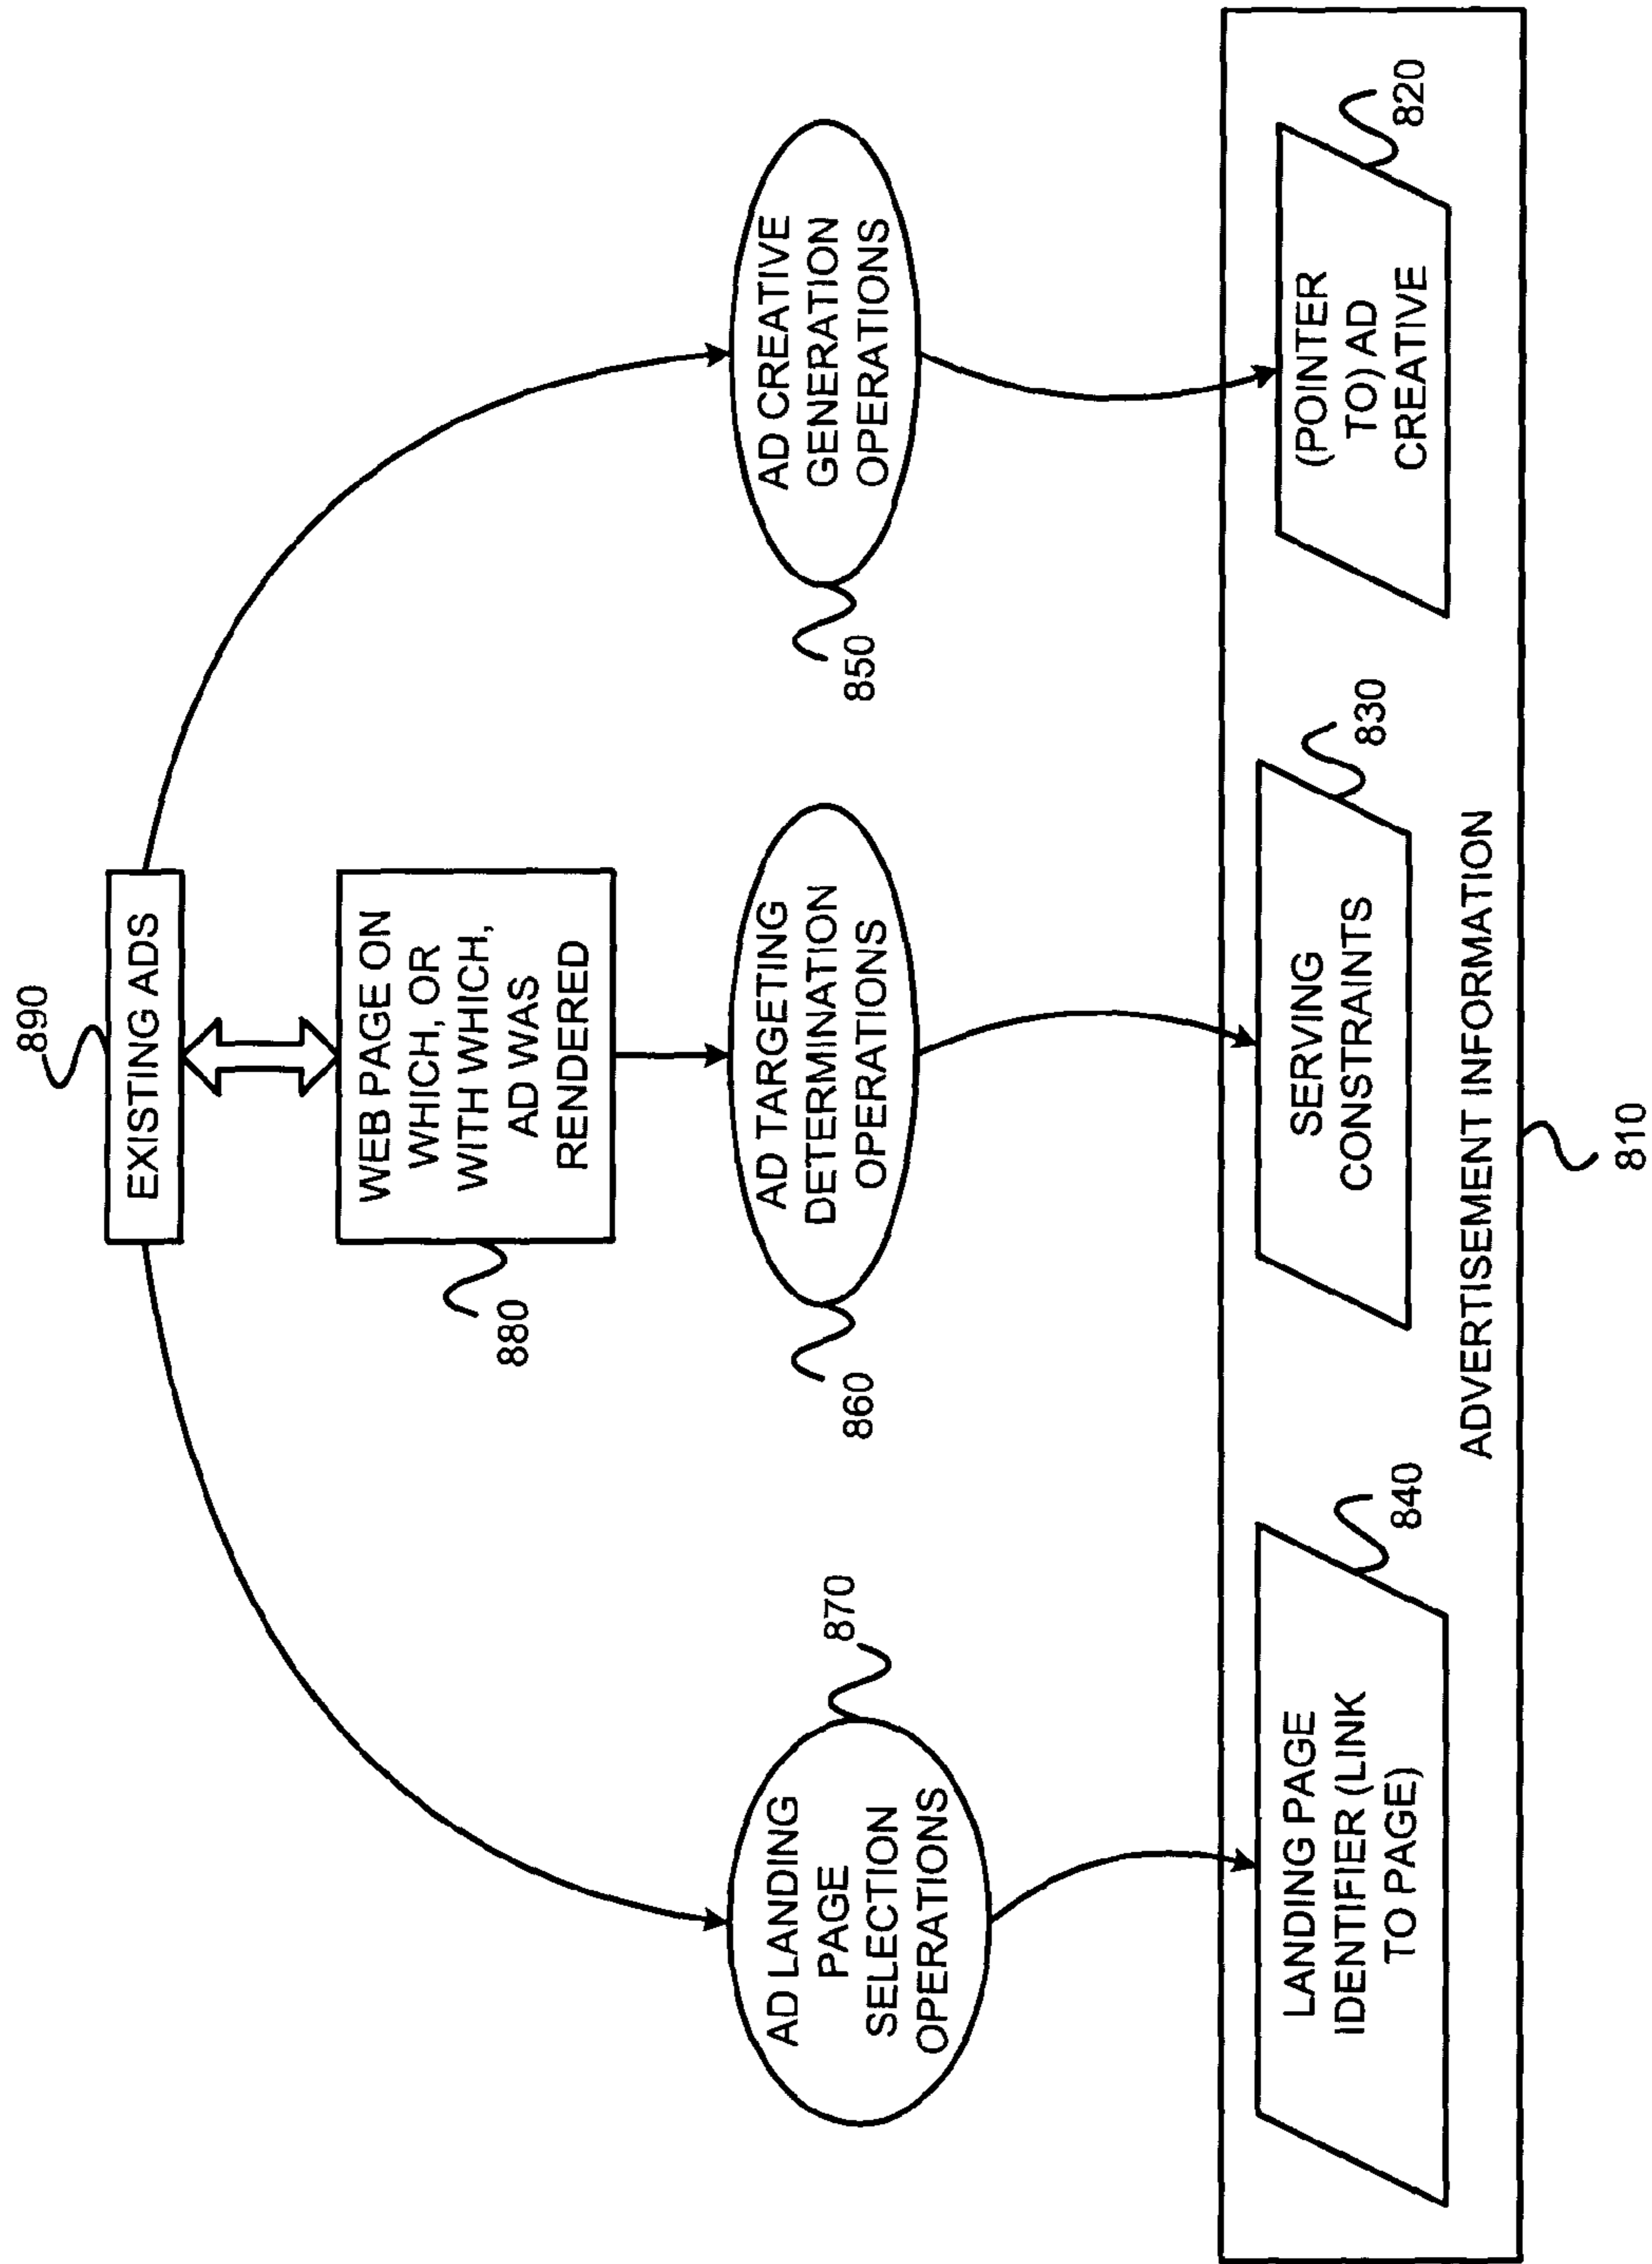 890
EXISTING ADS
WEB PAGE ON
WHICH, OR
WITH WHICH,
AD WAS
RENDERED
880
AD LANDING
PAGE
SELECTION
OPERATIONS
870
AD TARGETING
DETERMINATION
OPERATIONS
860
AD CREATIVE
GENERATION
OPERATIONS
850
LANDING PAGE
IDENTIFIER (LINK
TO PAGE)
840
SERVING
CONSTRAINTS
830
(POINTER
TO) AD
CREATIVE
820
ADVERTISEMENT INFORMATION
810